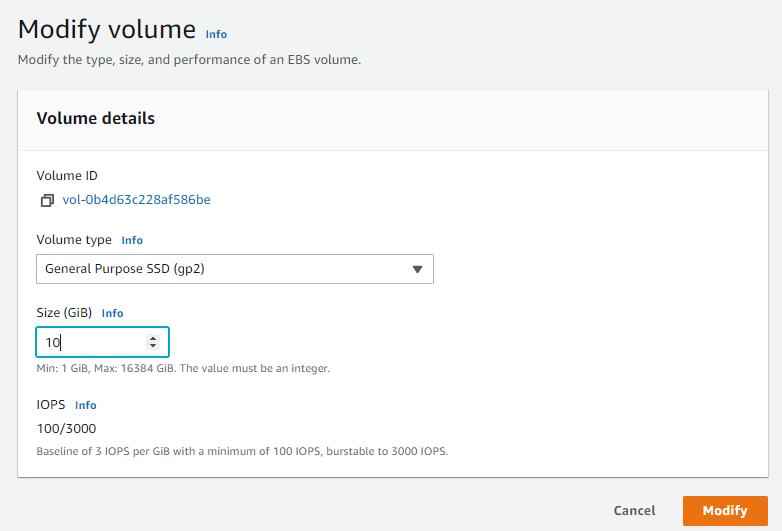 Modify volume Info
Modify the type, size, and performance of an EBS volume.
Volume details
Volume ID
vol-0b4d63c228af586be
Volume type Info
General Purpose SSD (gp2)
Size (GiB) Info
10
Min: 1 GiB, Max: 16384 GiB. The value must be an integer.
IOPS Info
100/3000
Baseline of 3 IOPS per GiB with a minimum of 100 IOPS, burstable to 3000 IOPS.
Cancel Modify